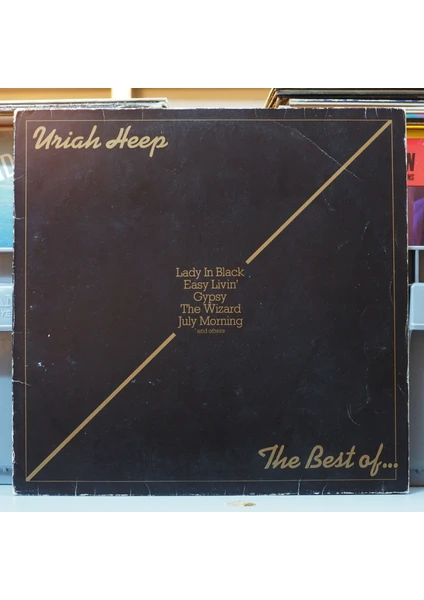 Uriah Heep
Lady In Black
Easy Livin'
Gypsy
The Wizard
July Morning
and others
The Best of...